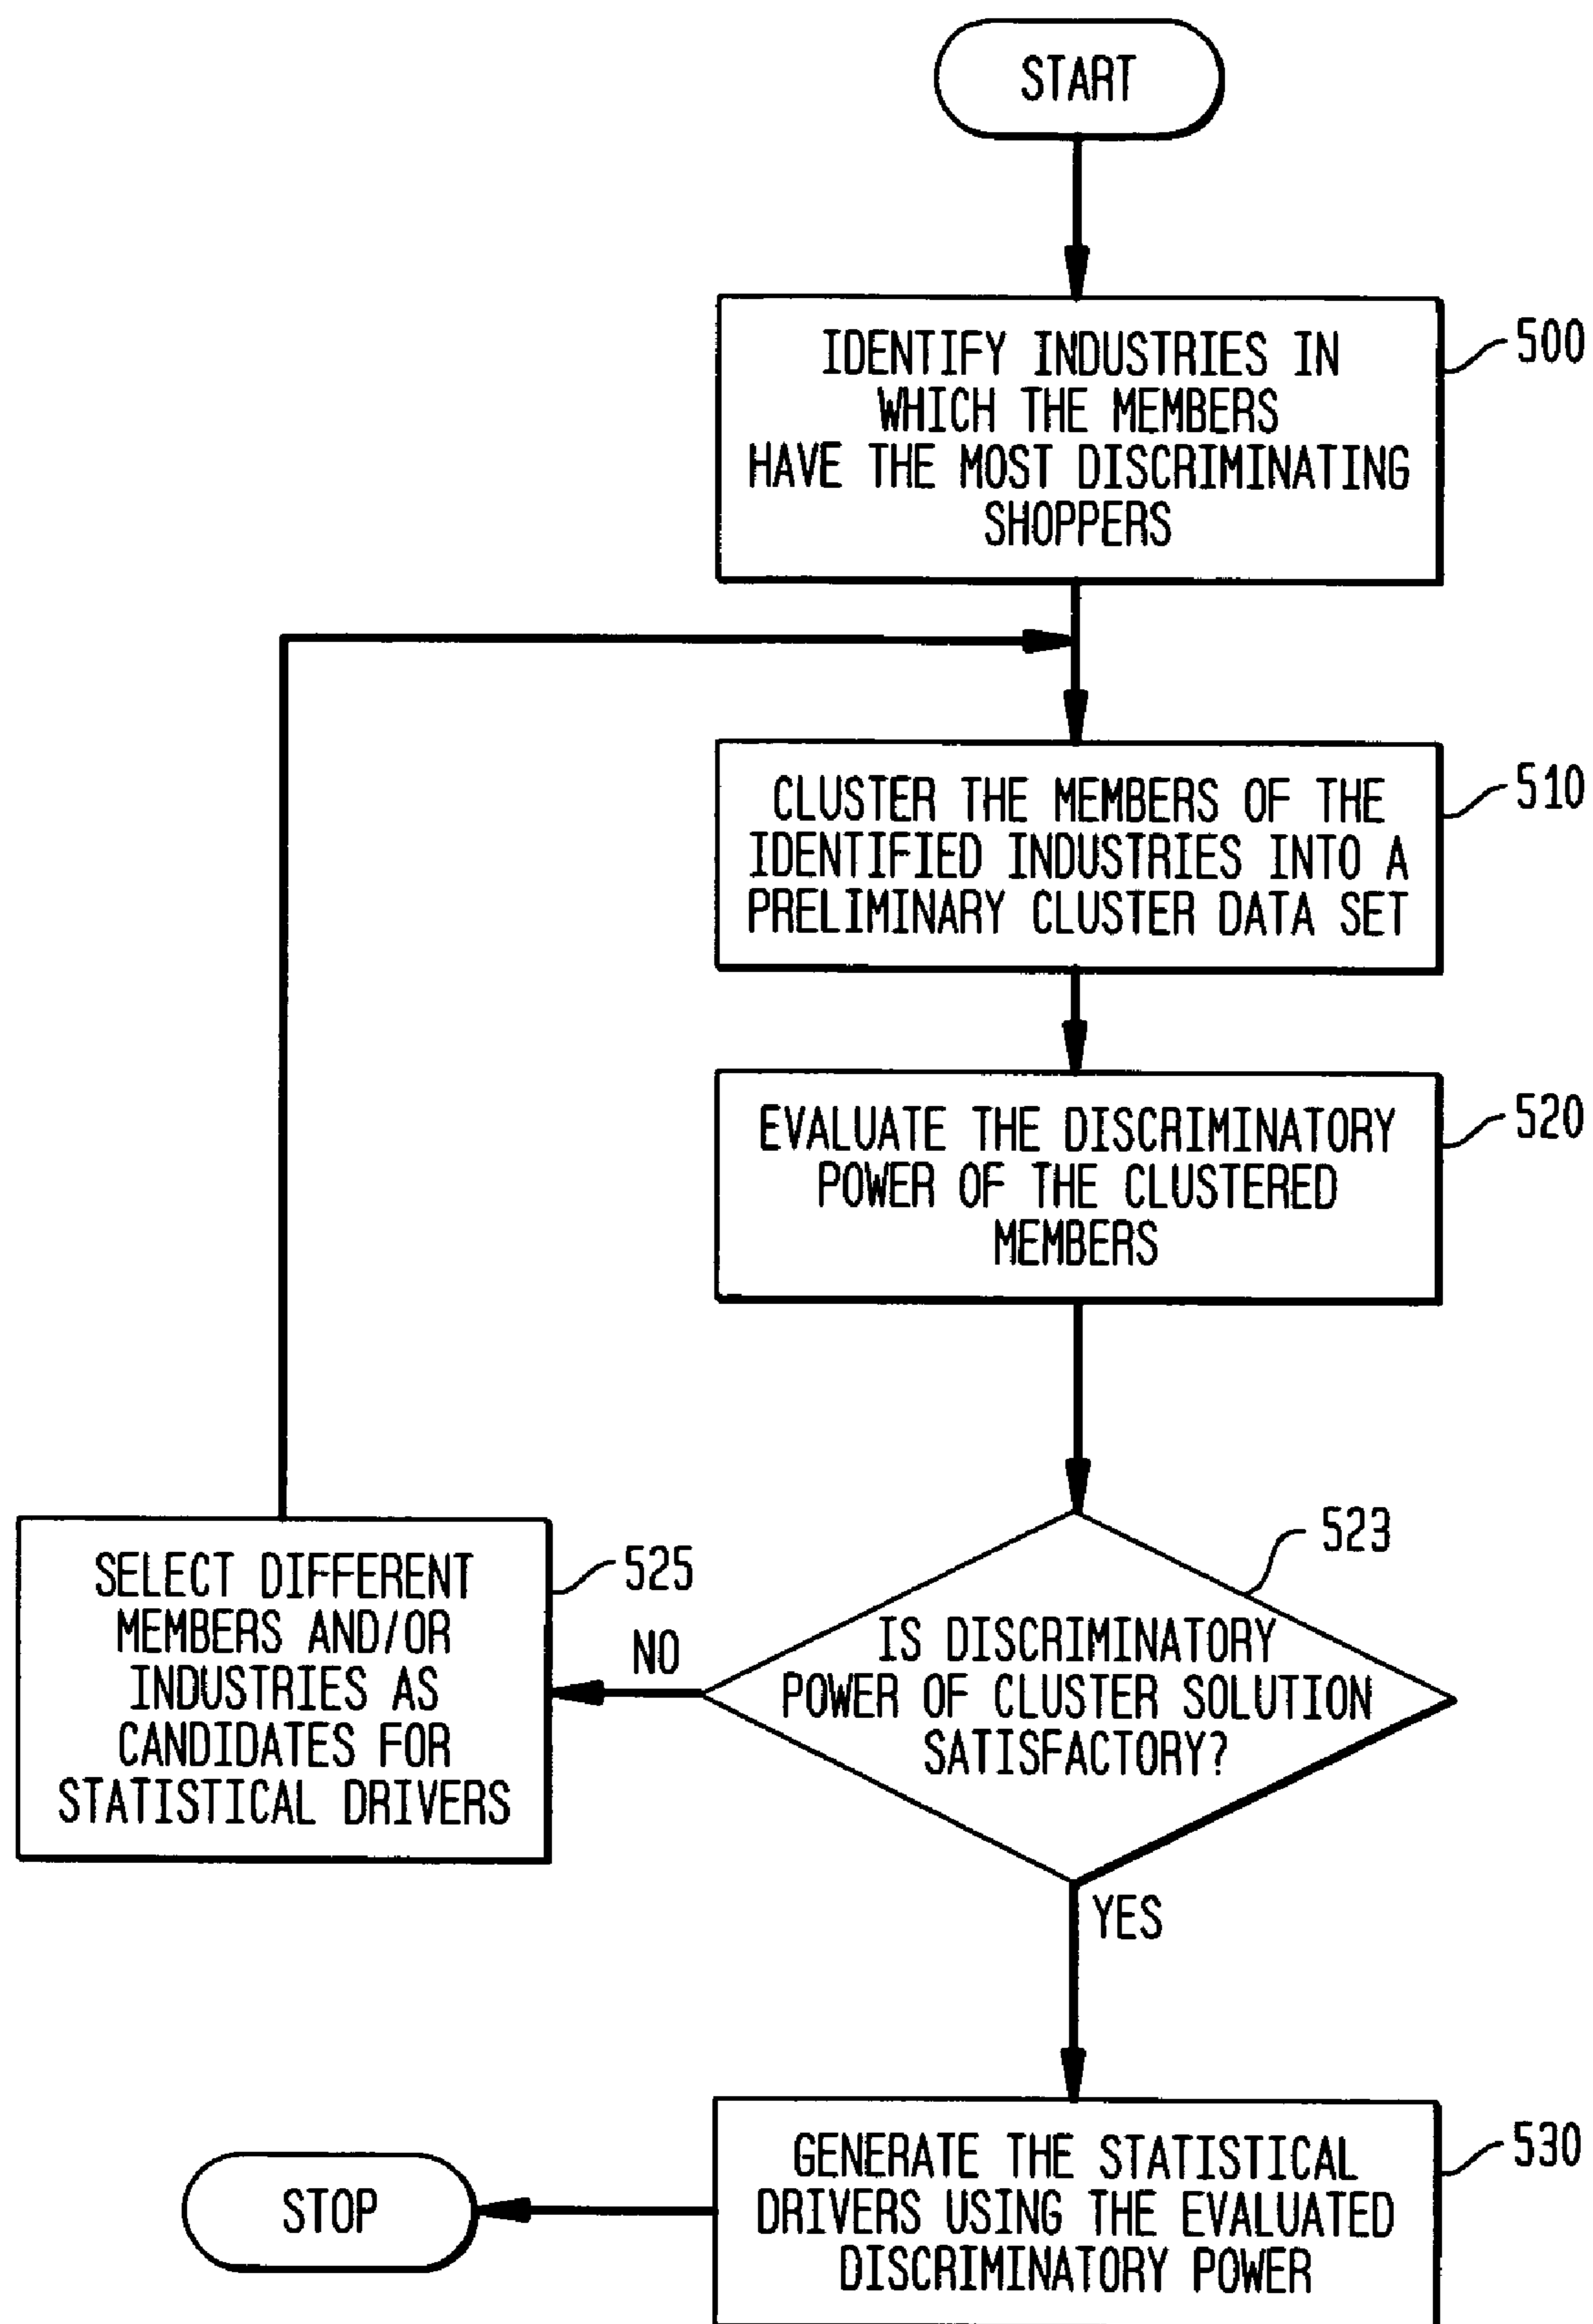 START
IDENTIFY INDUSTRIES IN
WHICH THE MEMBERS
HAVE THE MOST DISCRIMINATING
SHOPPERS
500
CLUSTER THE MEMBERS OF THE
IDENTIFIED INDUSTRIES INTO A
PRELIMINARY CLUSTER DATA SET
510
EVALUATE THE DISCRIMINATORY
POWER OF THE CLUSTERED
MEMBERS
520
IS DISCRIMINATORY
POWER OF CLUSTER SOLUTION
SATISFACTORY?
523
NO
SELECT DIFFERENT
MEMBERS AND/OR
INDUSTRIES AS
CANDIDATES FOR
STATISTICAL DRIVERS
525
YES
GENERATE THE STATISTICAL
DRIVERS USING THE EVALUATED
DISCRIMINATORY POWER
530
STOP